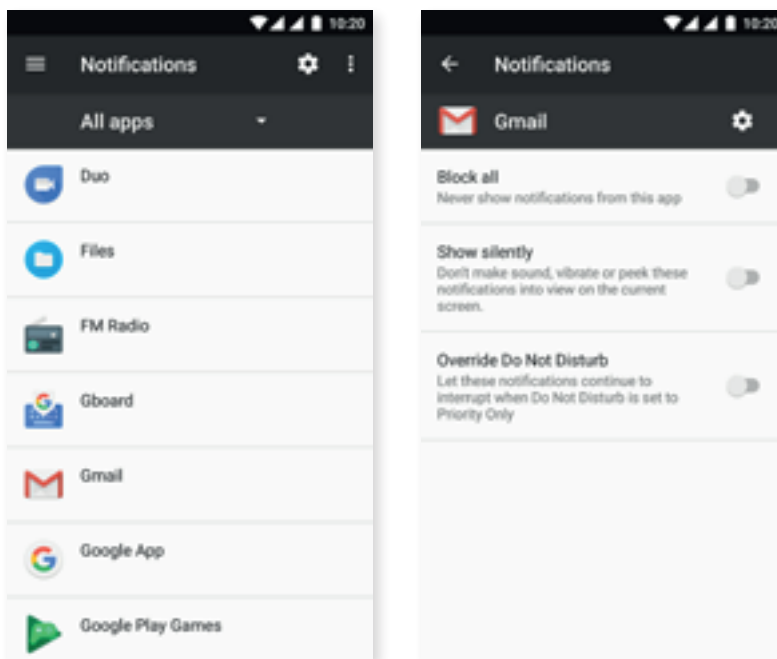 10:20
Notifications
All apps
Duo
Files
FM Radio
Gboard
Gmail
Google App
Google Play Games
10:20
Notifications
Gmail
Block all
Never show notifications from this app
Show silently
Don't make sound, vibrate or peek these
notifications into view on the current
screen.
Override Do Not Disturb
Let these notifications continue to
interrupt when Do Not Disturb is set to
Priority Only